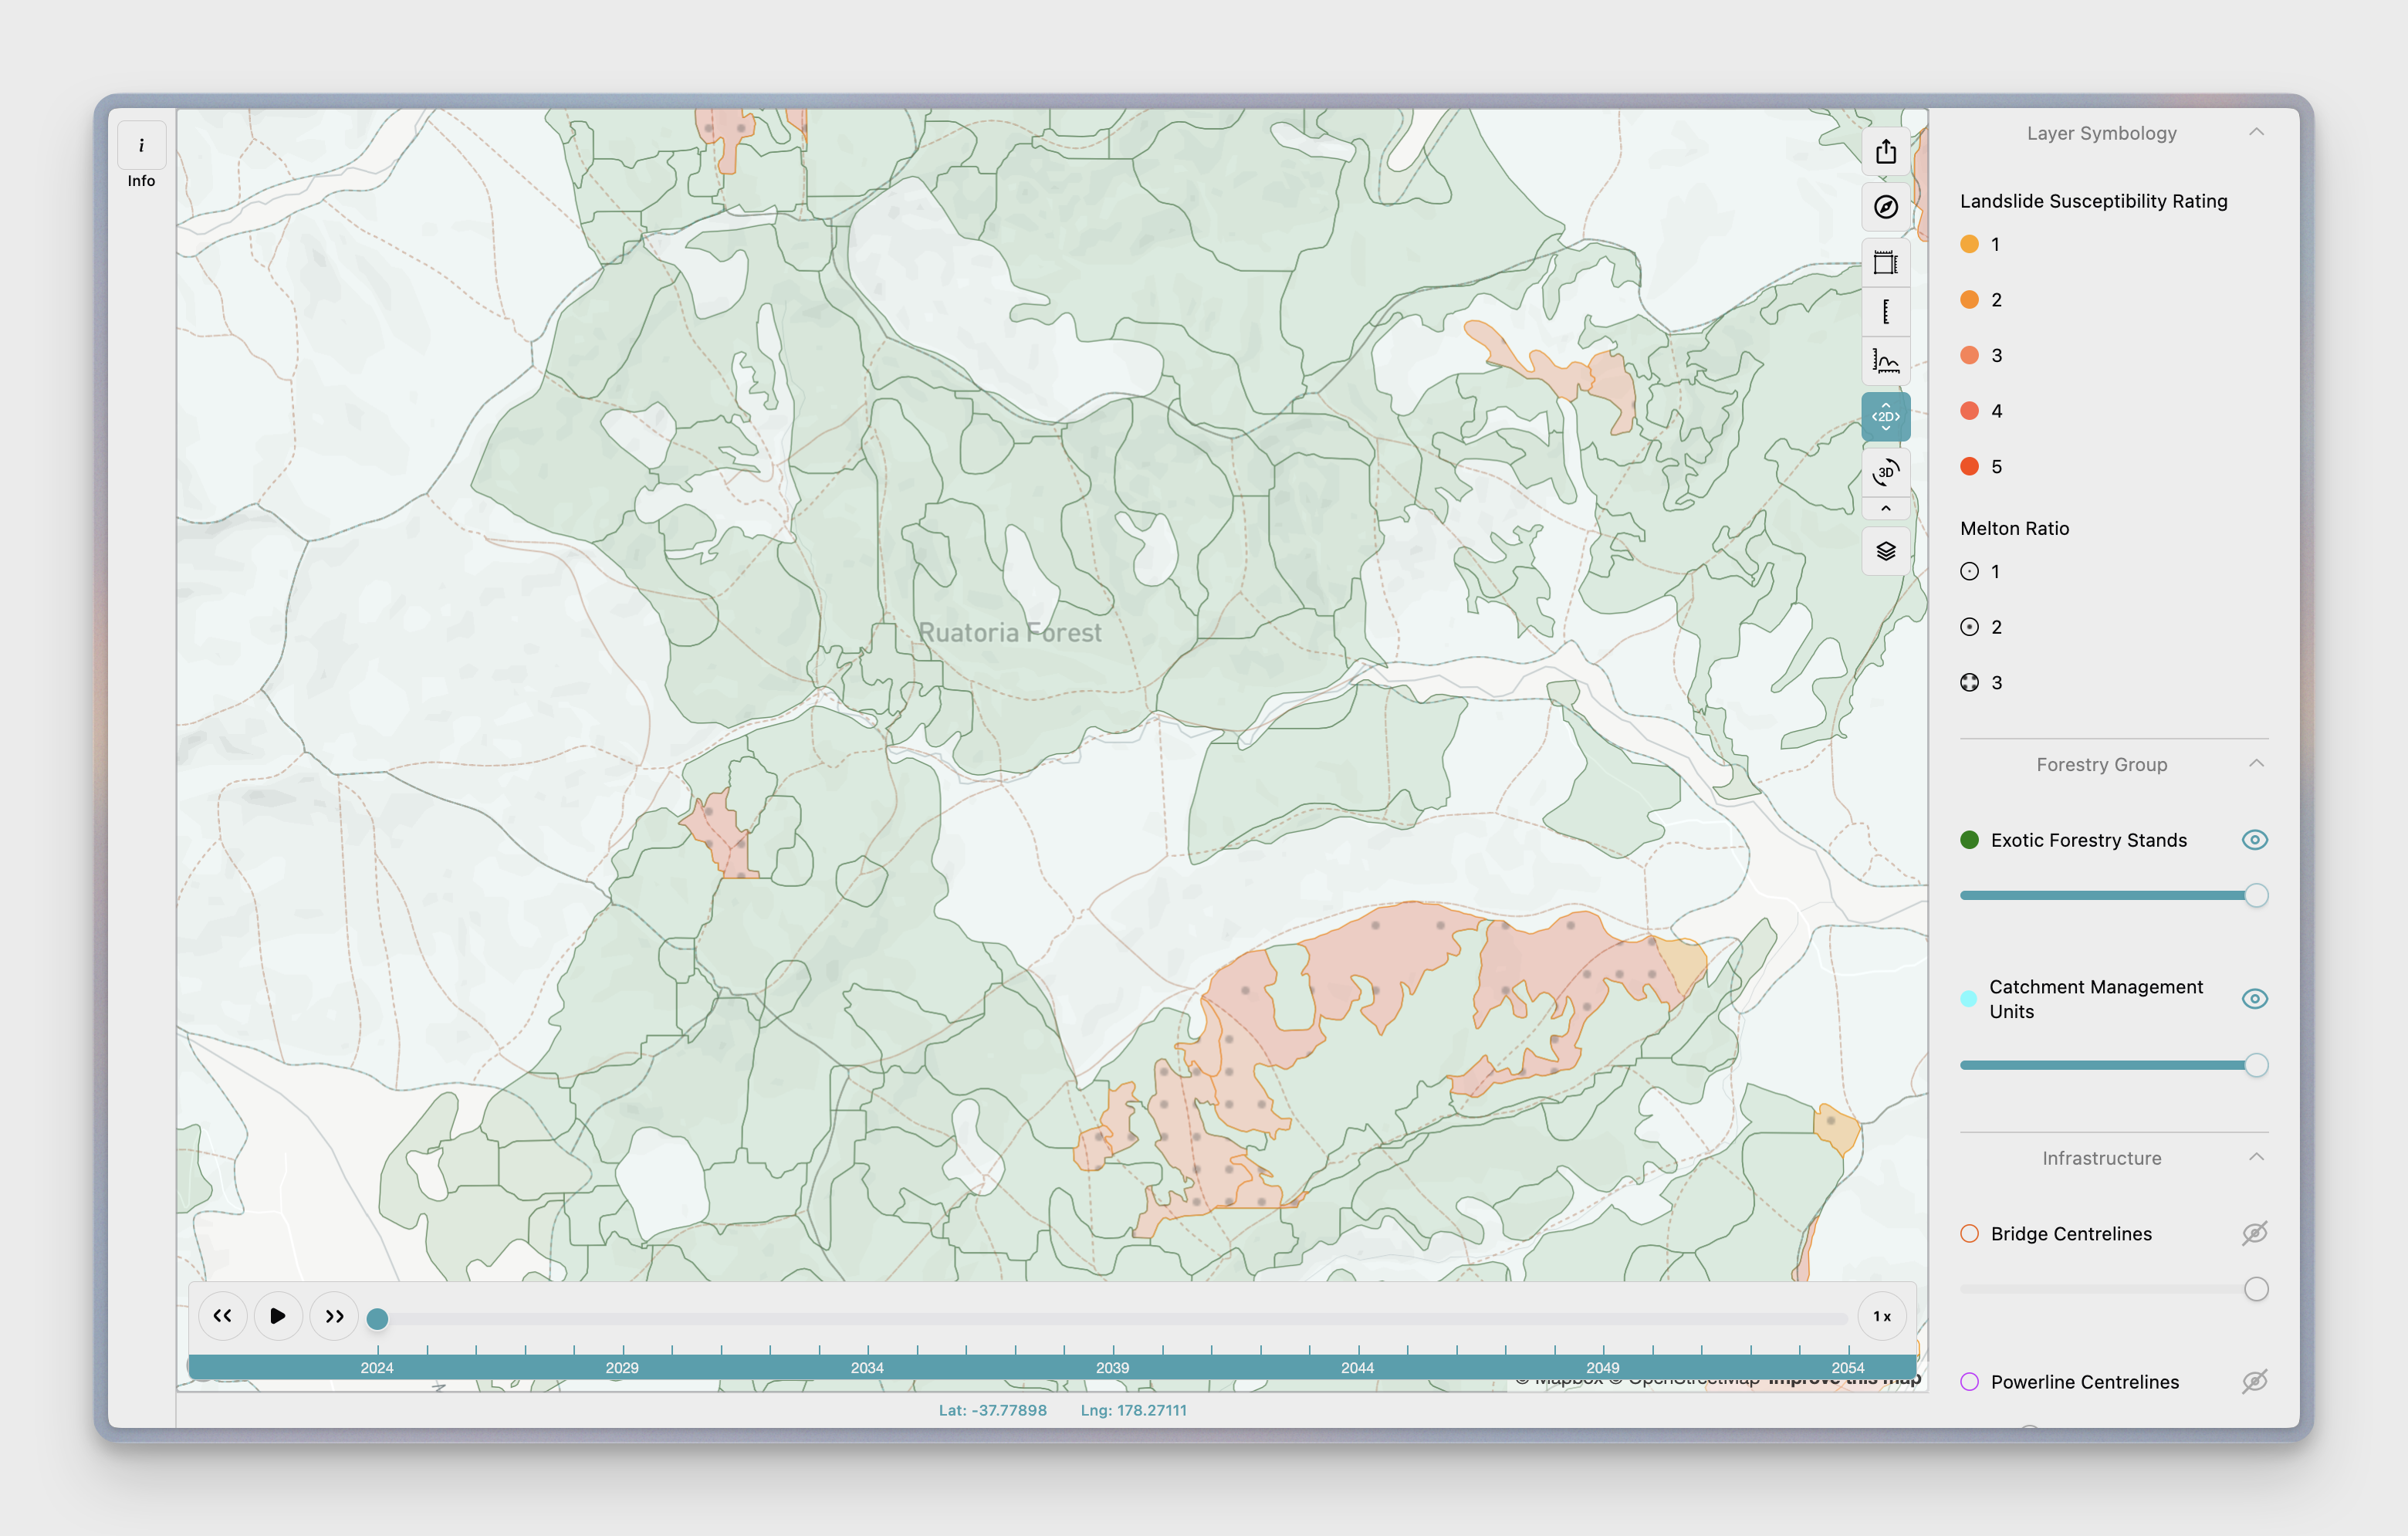 i
Info
Ruatoria Forest
<2D>
3D
Layer Symbology
Landslide Susceptibility Rating
1
2
3
4
5
Melton Ratio
1
2
3
Forestry Group
Exotic Forestry Stands
Catchment Management
Units
Infrastructure
Bridge Centrelines
Powerline Centrelines
1 x
2024
2029
2034
2039
2044
2049
2054
© Mapbox © OpenStreetMap Improve this map
Lat: -37.77898 Lng: 178.27111